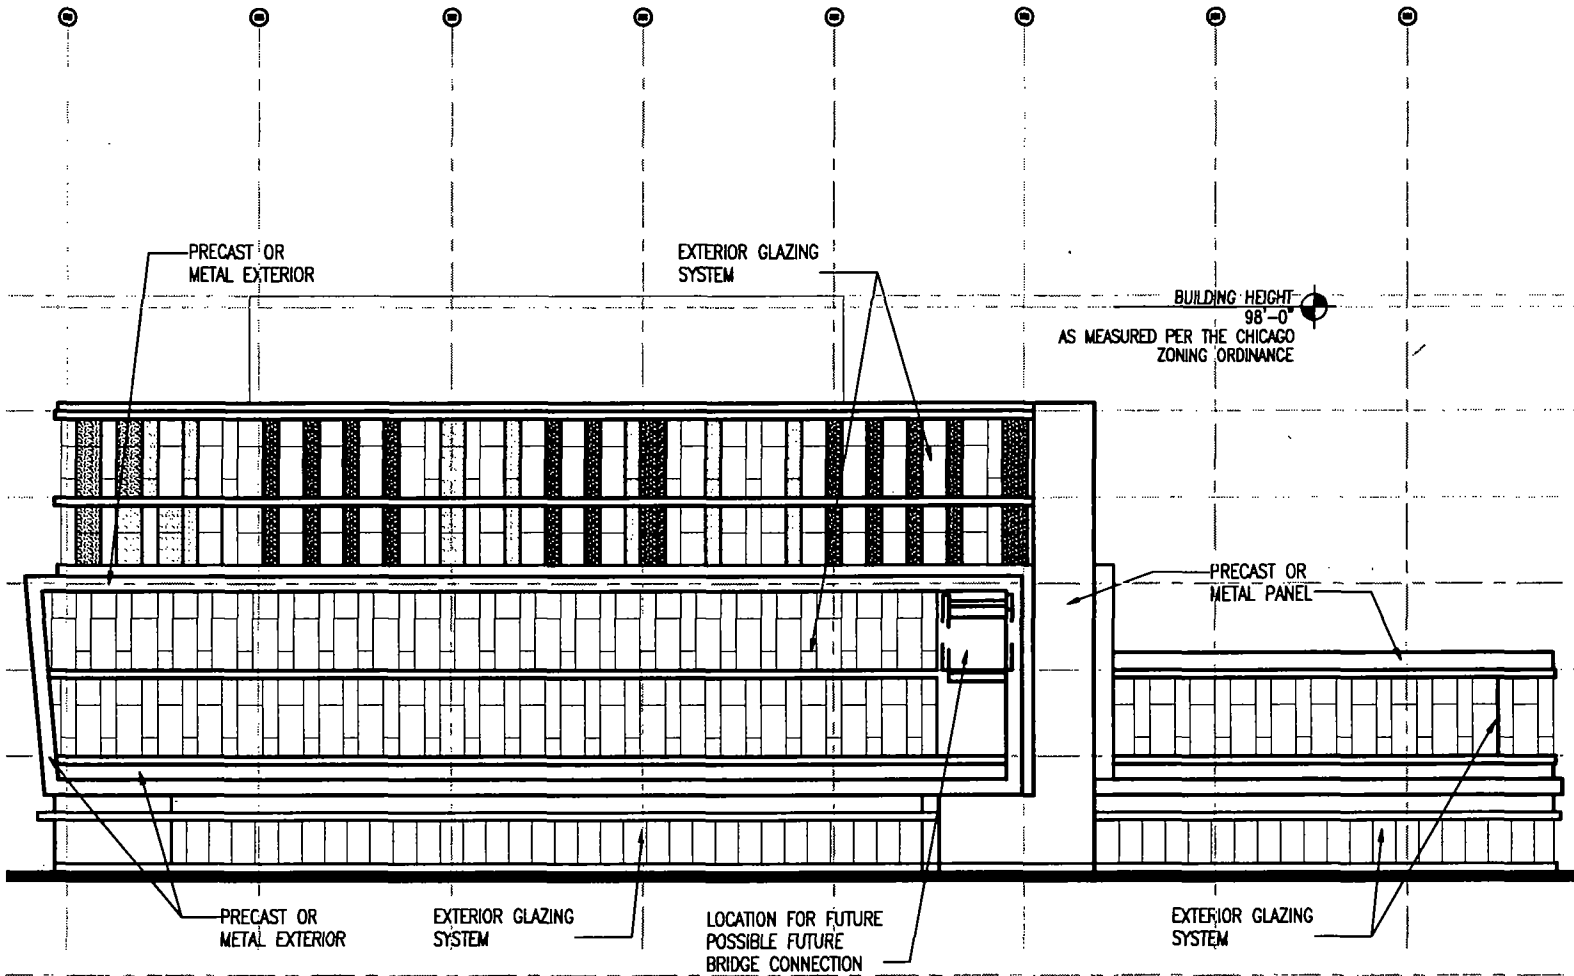 PRECAST OR
METAL EXTERIOR
EXTERIOR GLAZING
SYSTEM
BUILDING HEIGHT
98'-0"
AS MEASURED PER THE CHICAGO
ZONING ORDINANCE
PRECAST OR
METAL PANEL
PRECAST OR
METAL EXTERIOR
EXTERIOR GLAZING
SYSTEM
LOCATION FOR FUTURE
POSSIBLE FUTURE
BRIDGE CONNECTION
EXTERIOR GLAZING
SYSTEM